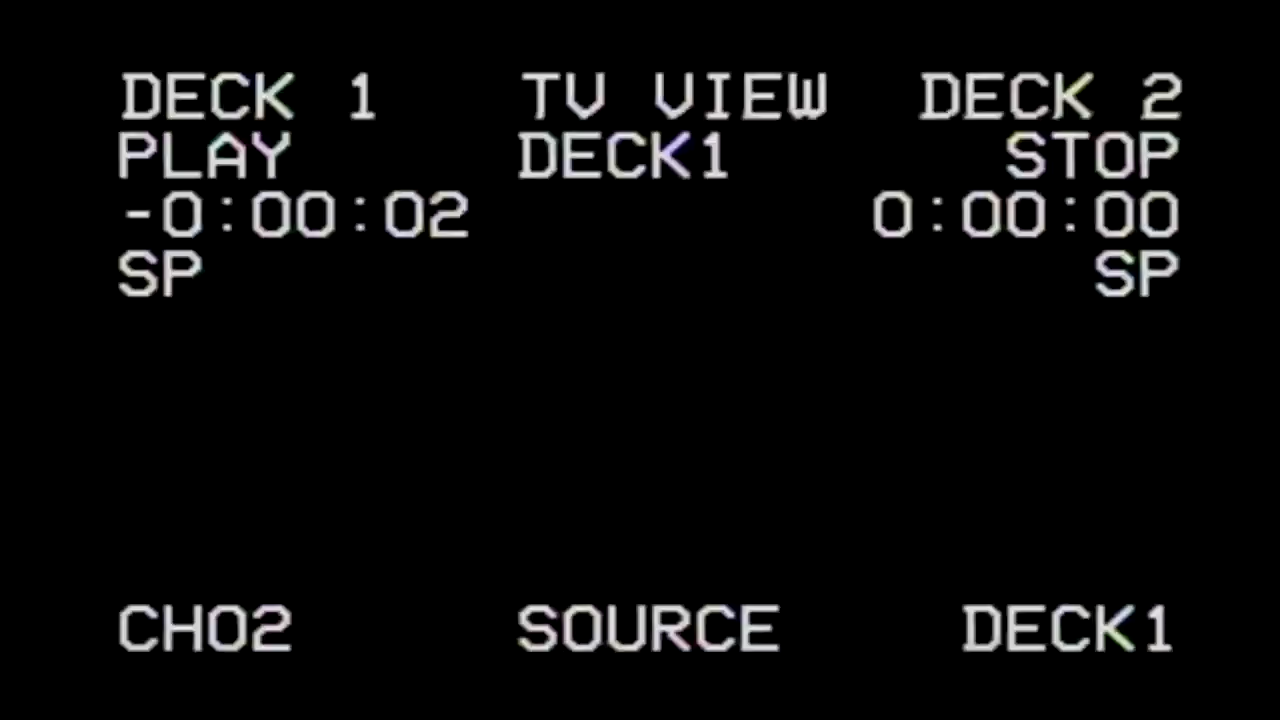 DECK 1 TV VIEW DECK 2
PLAY DECK1 STOP
-0:00:02 0:00:00
SP SP
CH02 SOURCE DECK1